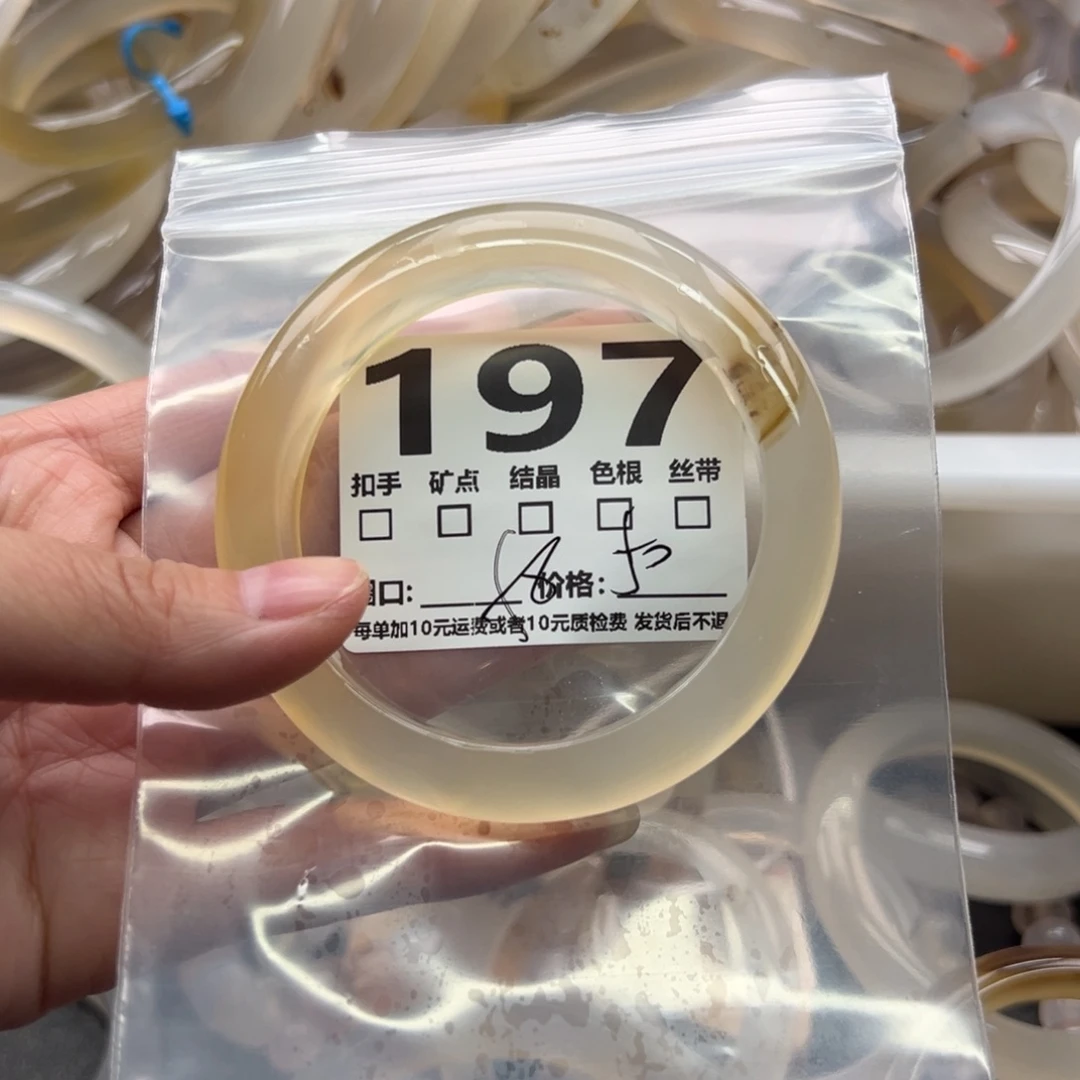 197
扣手 矿点 结晶 色根 丝带
口: 价格:
每单加10元运费或者10元质检费 发货后不退